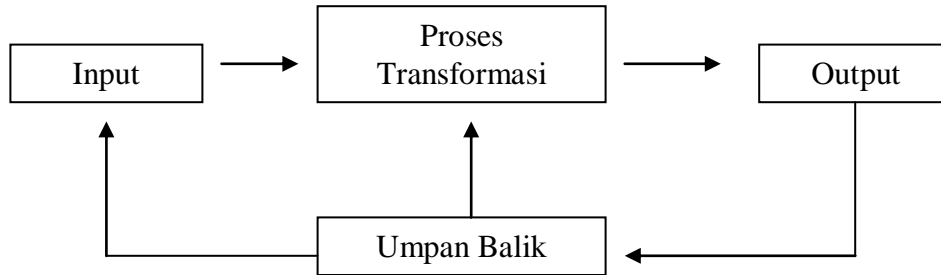 Input
Proses
Transformasi
Output
Umpan Balik